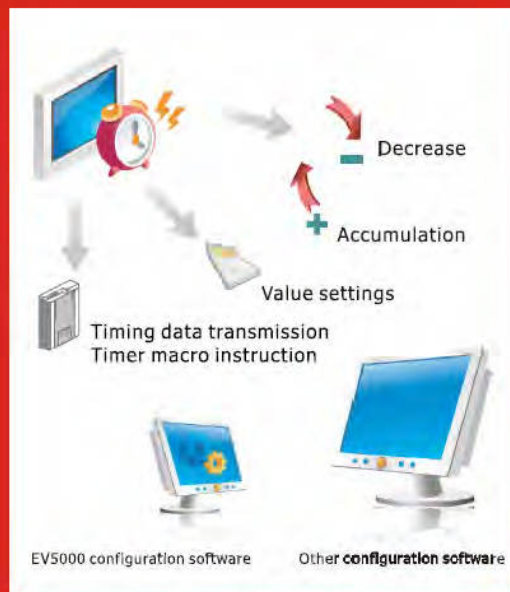 Decrease
Accumulation
Value settings
Timing data transmission
Timer macro instruction
EV5000 configuration software
Other configuration software